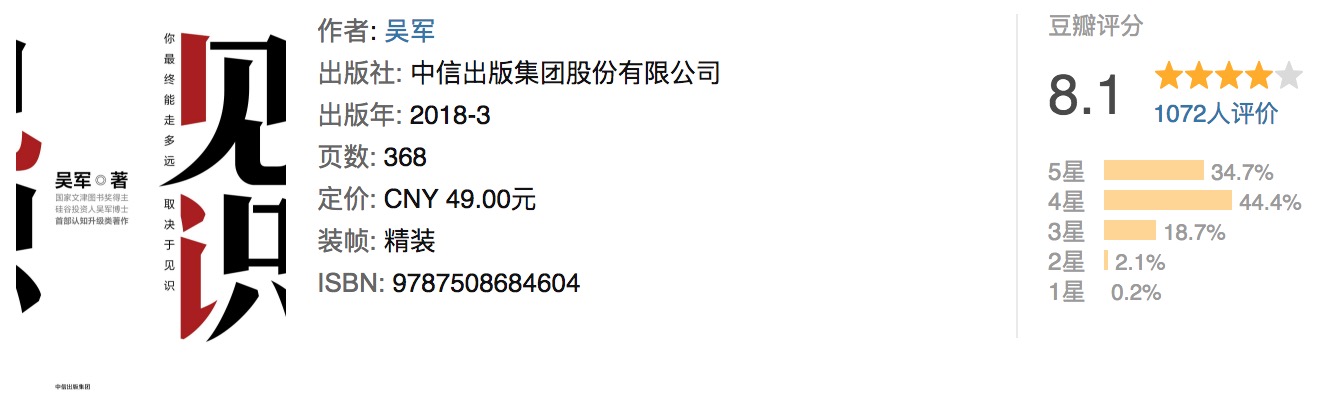 你最终能走多远
取决于见识
见识
吴军◎著
国家文津图书奖得主
硅谷投资人吴军博士
首部认知升级类著作
中信出版集团
作者: 吴军
出版社: 中信出版集团股份有限公司
出版年: 2018-3
页数: 368
定价: CNY 49.00元
装帧: 精装
ISBN: 9787508684604
豆瓣评分
8.1
1072人评价
5星 34.7%
4星 44.4%
3星 18.7%
2星 2.1%
1星 0.2%